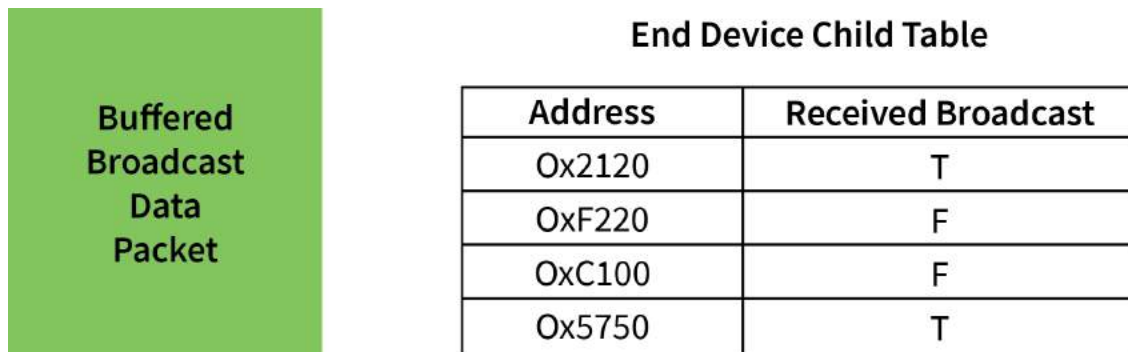 Buffered
Broadcast
Data
Packet
End Device Child Table
Address Received Broadcast
Ox2120 T
OxF220 F
OxC100 F
Ox5750 T